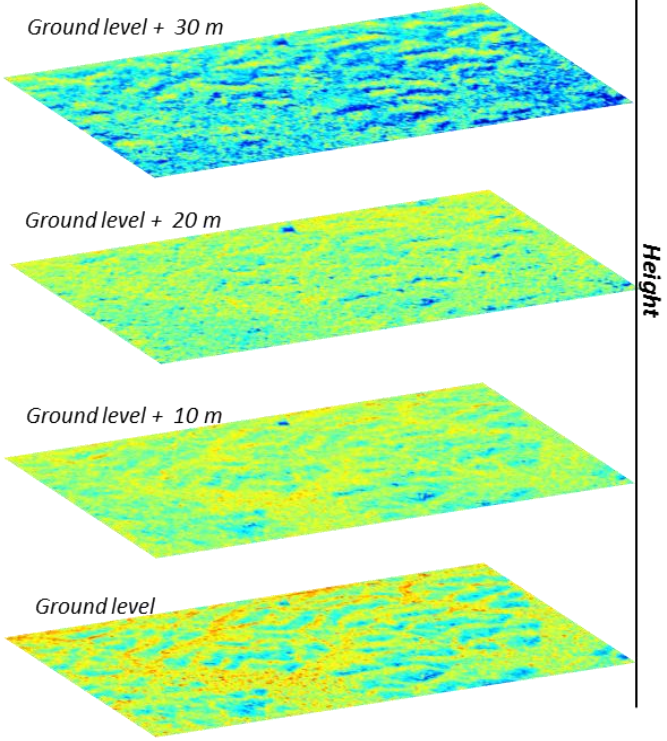 Ground level + 30 m
Ground level + 20 m
Height
Ground level + 10 m
Ground level